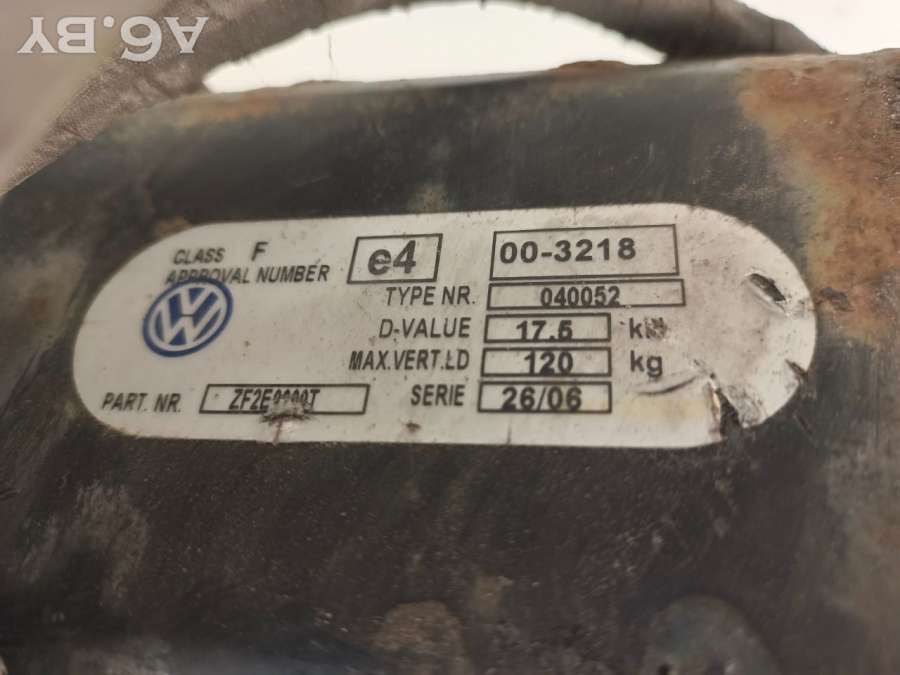 A6.BY
CLASS F
APPROVAL NUMBER e4 00-3218
TYPE NR. 040052
D-VALUE 17.5
MAX.VERT.LD 120 kg
PART. NR. SERIE 26/06